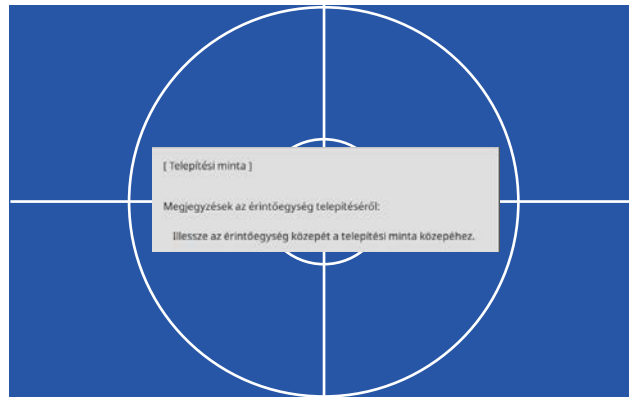 [ Telepítési minta ]
Megjegyzések az érintőegység telepítéséről:
Illessze az érintőegység közepét a telepítési minta közepéhez.